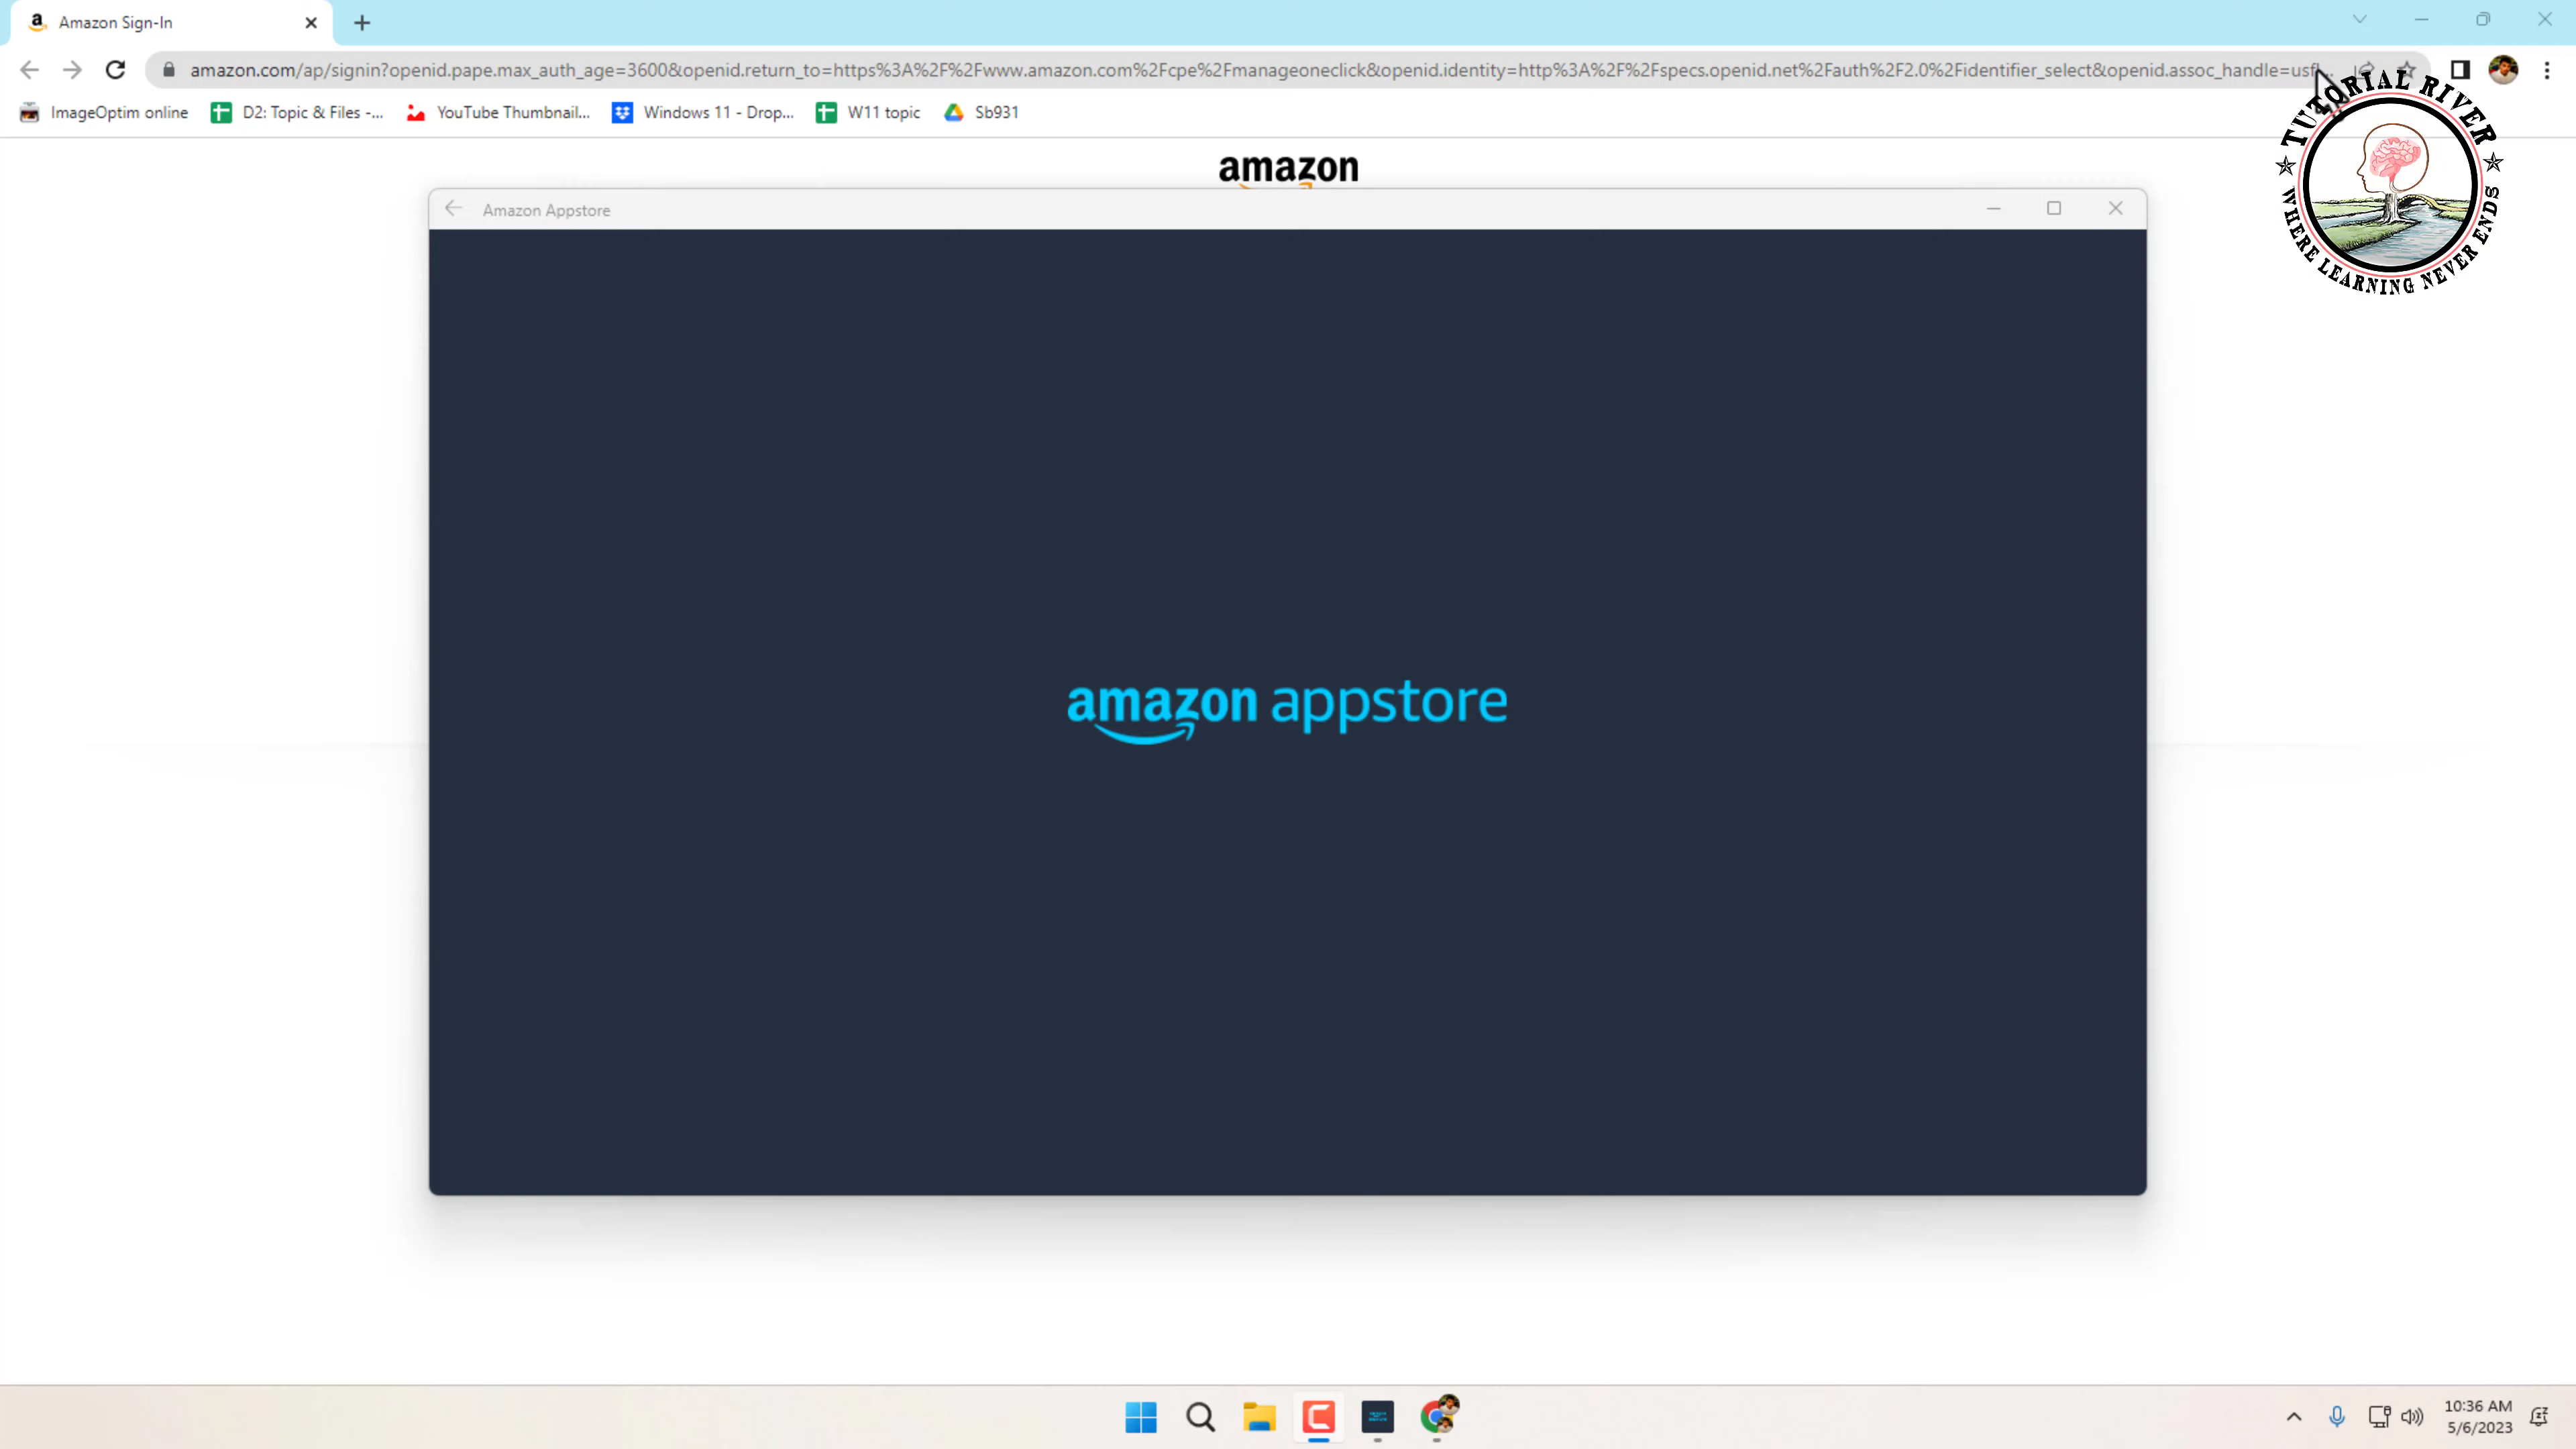 Amazon Sign-In
amazon.com/ap/signin?openid.pape.max_auth_age=3600&openid.return_to=https%3A%2F%2Fwww.amazon.com%2Fcpe%2Fmanageoneclick&openid.identity=http%3A%2F%2Fspecs.openid.net%2Fauth%2F2.0%2Fidentifier_select&openid.assoc_handle=usfl...
ImageOptim online D2: Topic & Files -... YouTube Thumbnail... Windows 11 - Drop... W11 topic Sb931
TUTORIAL RIVER
WHERE LEARNING NEVER ENDS
amazon
Amazon Appstore
amazon appstore
10:36 AM
5/6/2023